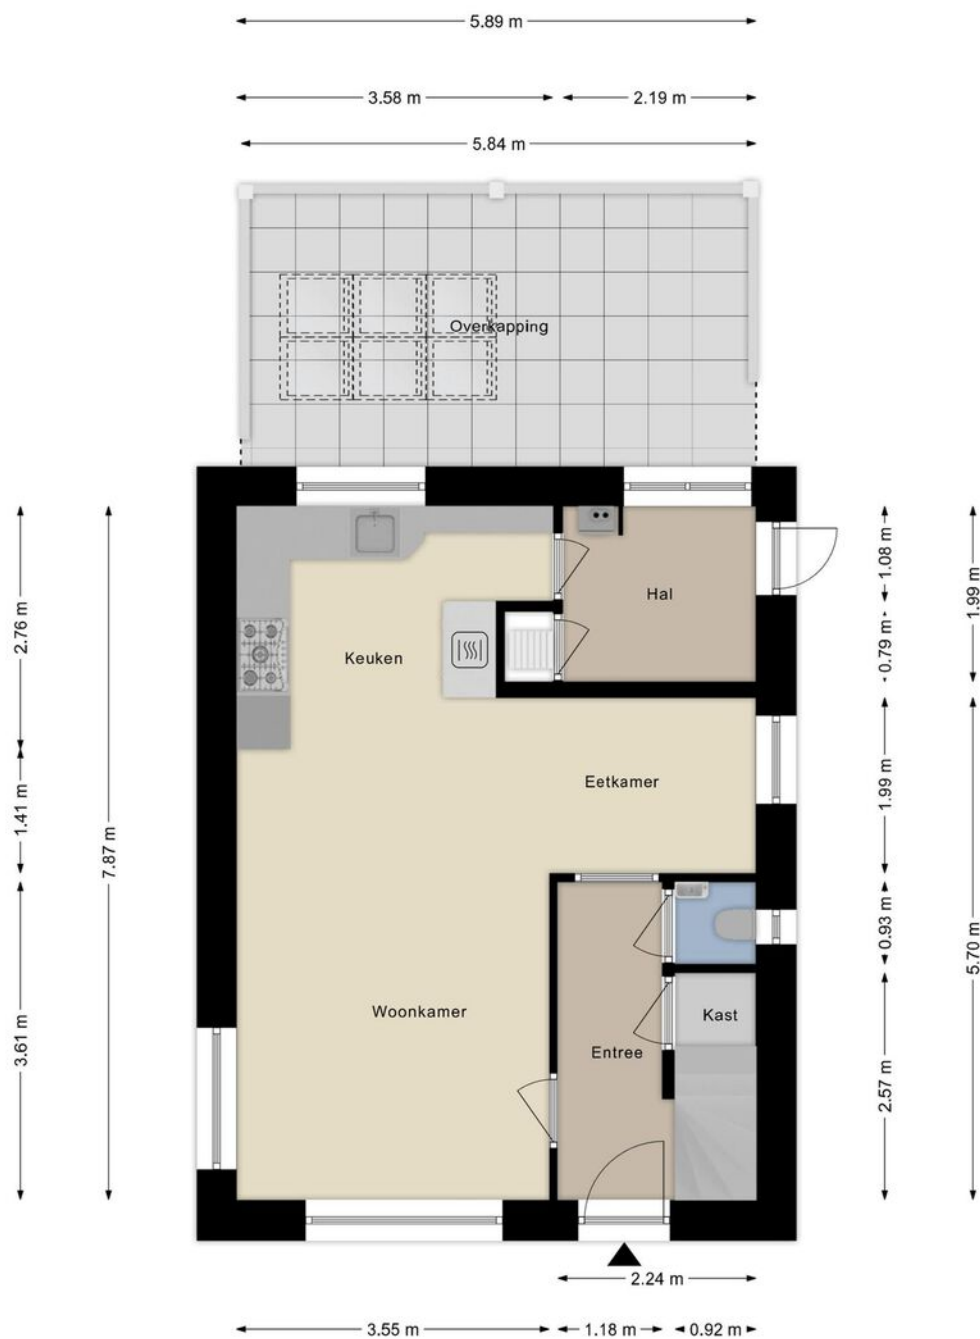 5.89 m
3.58 m
2.19 m
5.84 m
Overkapping
Hal
Keuken
Eetkamer
Woonkamer
Entree
Kast
2.76 m
1.41 m
3.61 m
7.87 m
1.08 m
0.79 m
1.99 m
0.93 m
2.57 m
1.99 m
5.70 m
2.24 m
3.55 m
1.18 m
0.92 m